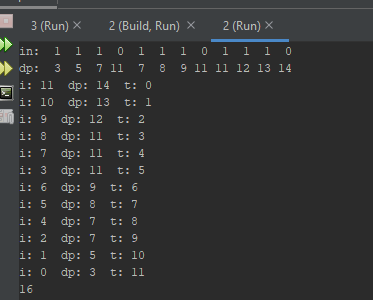 3 (Run) × 2 (Build, Run) × 2 (Run) ×
in: 1 1 1 0 1 1 1 0 1 1 1 0
dp: 3 5 7 11 7 8 9 11 11 12 13 14
i: 11 dp: 14 t: 0
i: 10 dp: 13 t: 1
i: 9 dp: 12 t: 2
i: 8 dp: 11 t: 3
i: 7 dp: 11 t: 4
i: 3 dp: 11 t: 5
i: 6 dp: 9 t: 6
i: 5 dp: 8 t: 7
i: 4 dp: 7 t: 8
i: 2 dp: 7 t: 9
i: 1 dp: 5 t: 10
i: 0 dp: 3 t: 11
16